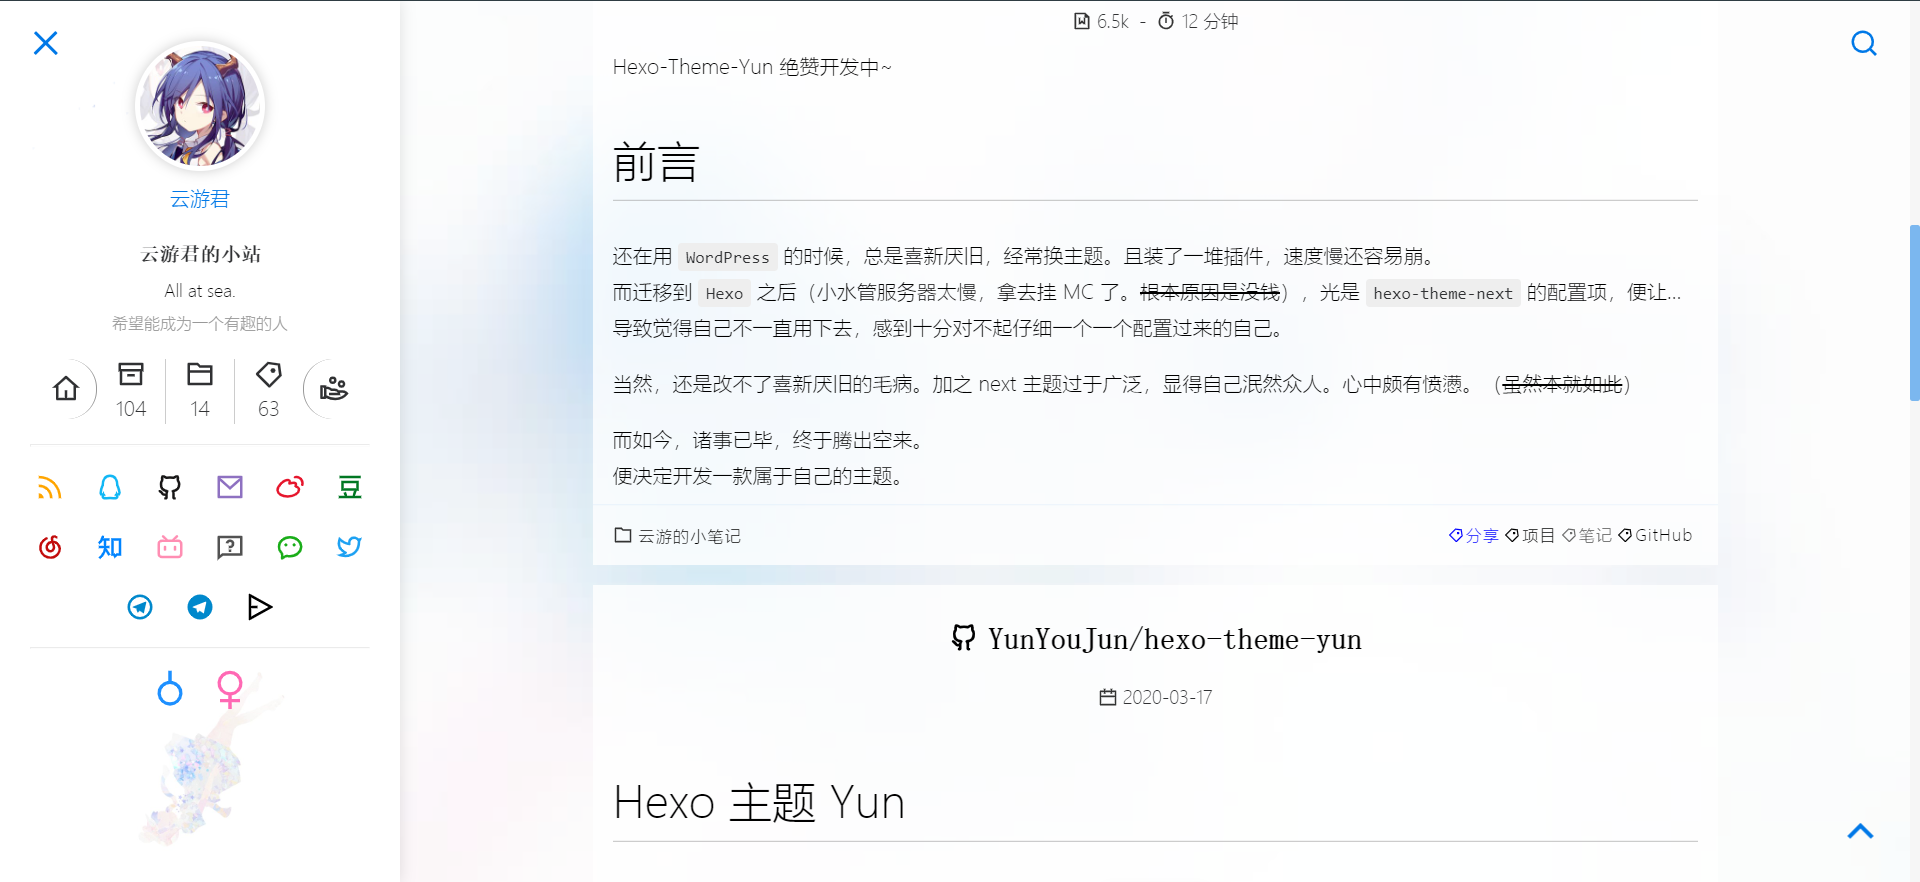 云游君
云游君的小站
All at sea.
希望能成为一个有趣的人
104
14
63
豆
知
6.5k - 12 分钟
Hexo-Theme-Yun 绝赞开发中~
前言
还在用 WordPress 的时候，总是喜新厌旧，经常换主题。且装了一堆插件，速度慢还容易崩。
而迁移到 Hexo 之后（小水管服务器太慢，拿去挂 MC 了。根本原因是没钱），光是 hexo-theme-next 的配置项，便让...
导致觉得自己不一直用下去，感到十分对不起仔细一个一个配置过来的自己。
当然，还是改不了喜新厌旧的毛病。加之 next 主题过于广泛，显得自己泯然众人。心中颇有愤懑。（虽然本就如此）
而如今，诸事已毕，终于腾出空来。
便决定开发一款属于自己的主题。
云游的小笔记
分享 项目 笔记 GitHub
YunYouJun/hexo-theme-yun
2020-03-17
Hexo 主题 Yun